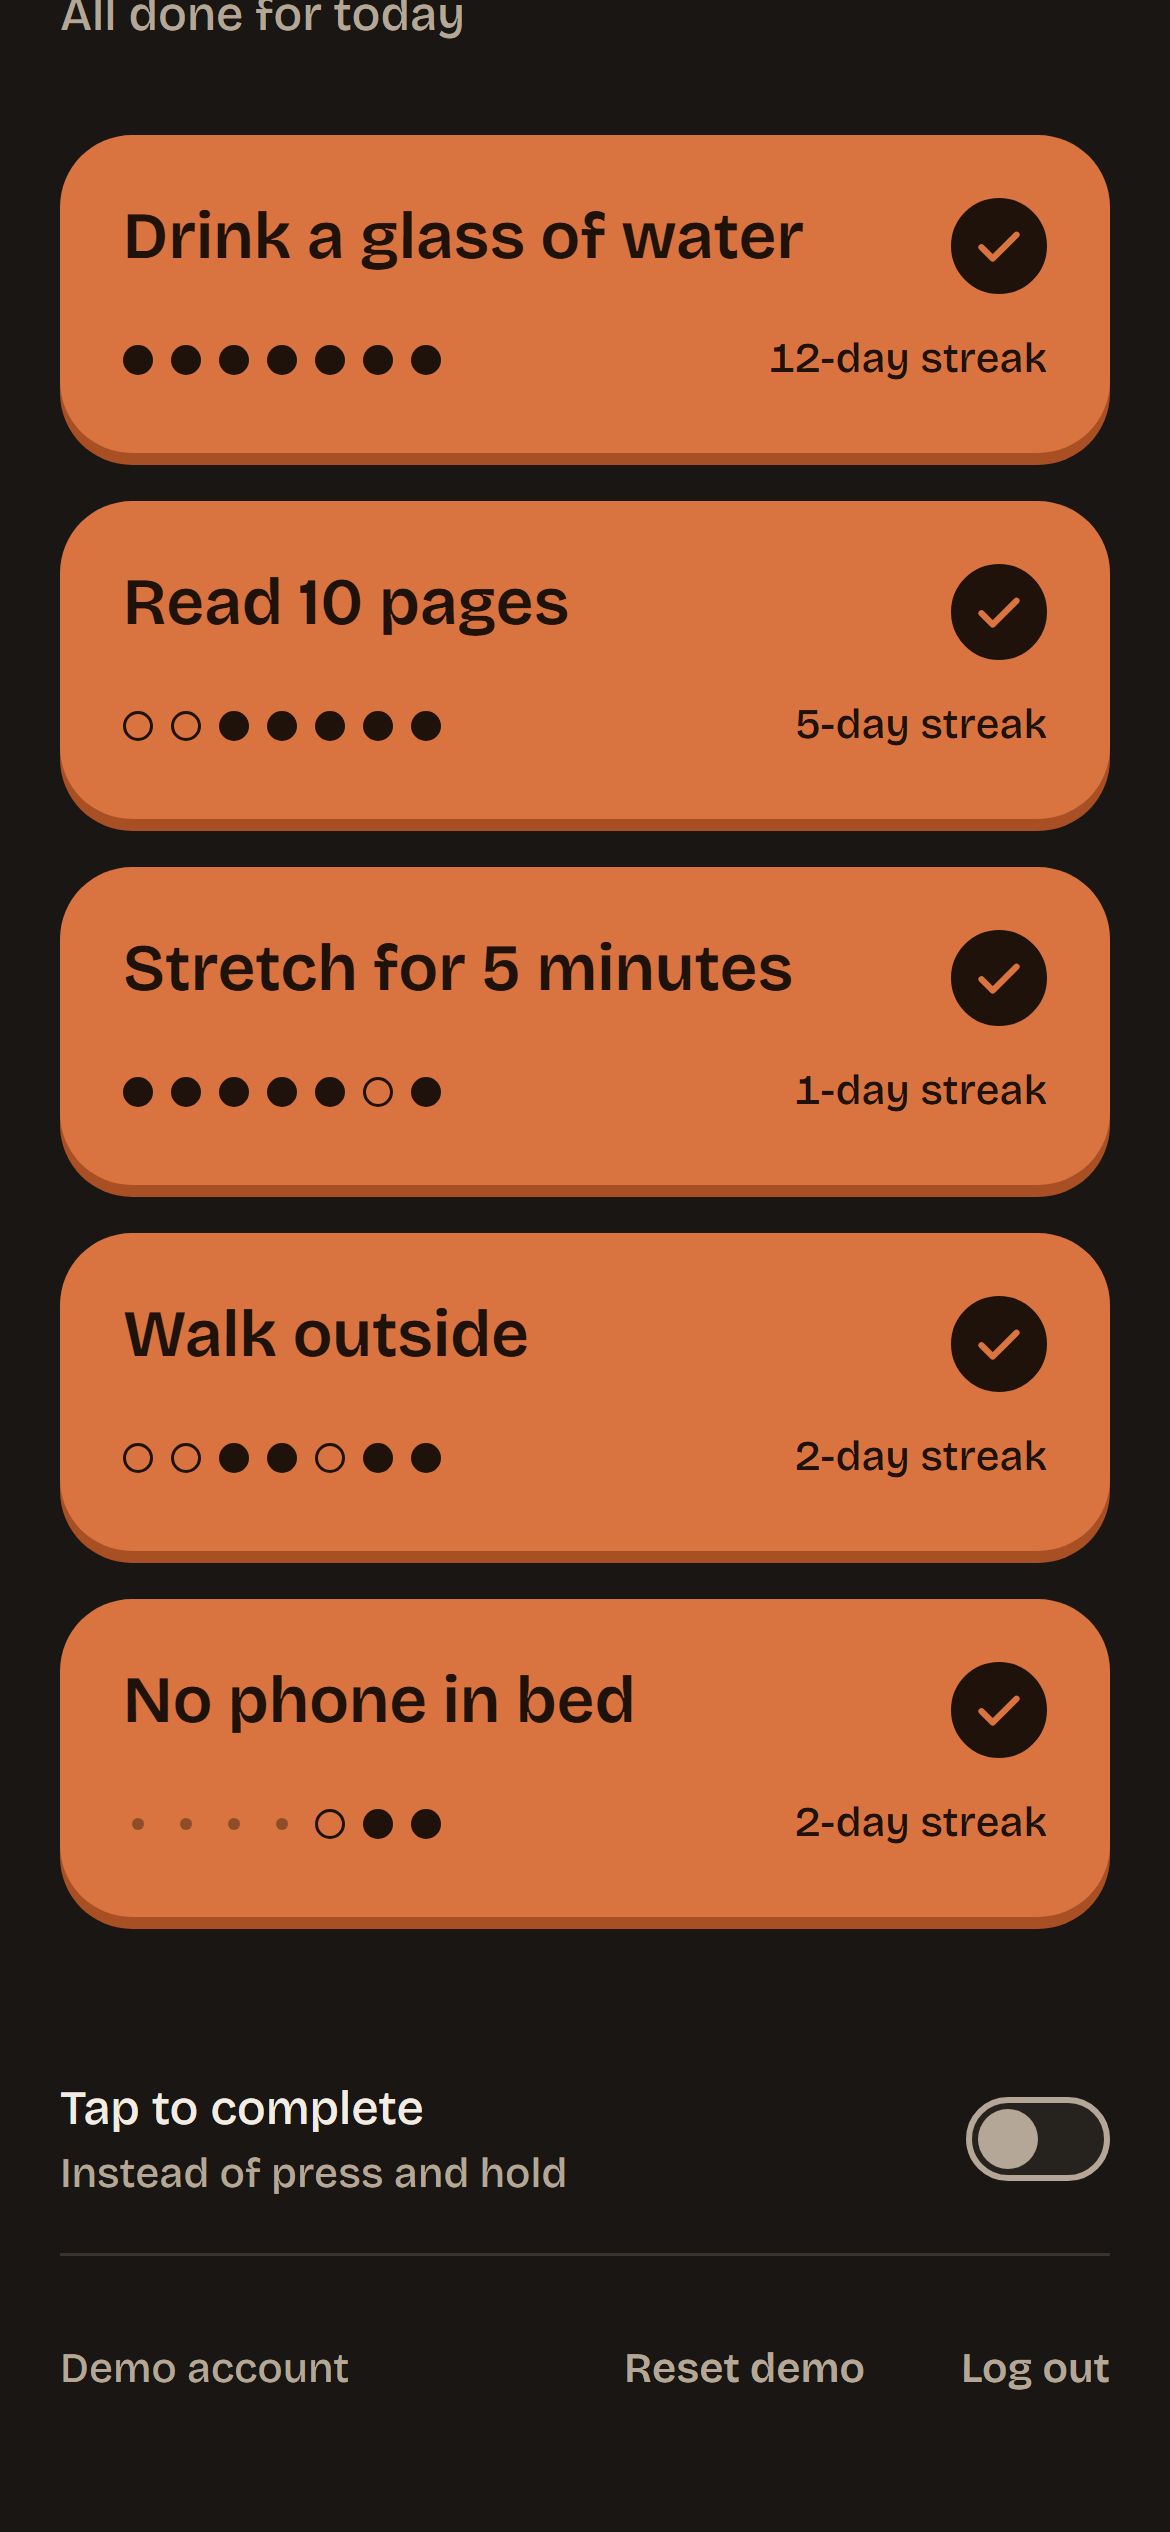 All done for today
Drink a glass of water
12-day streak
Read 10 pages
5-day streak
Stretch for 5 minutes
1-day streak
Walk outside
2-day streak
No phone in bed
2-day streak
Tap to complete
Instead of press and hold
Demo account Reset demo Log out